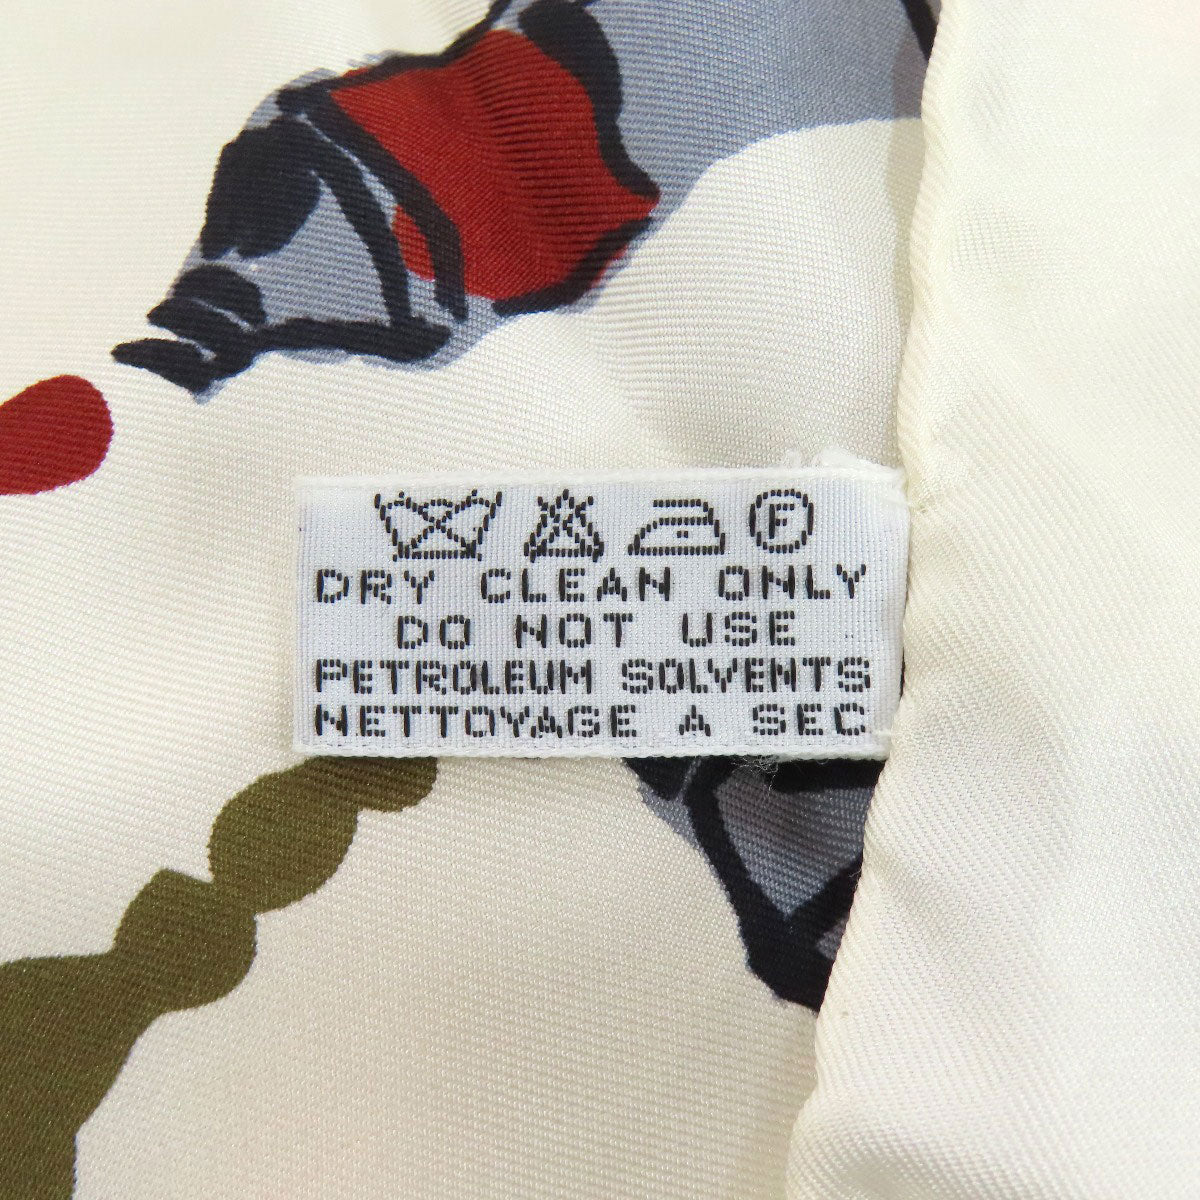 F
DRY CLEAN ONLY
DO NOT USE
PETROLEUM SOLVENTS
NETTOYAGE A SEC